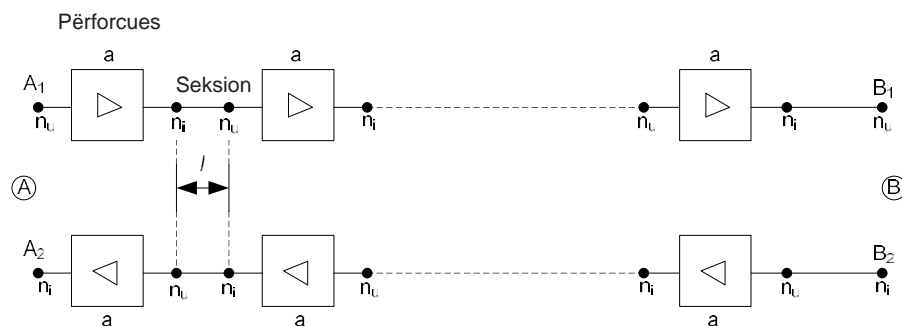 Përforcues
a a a
A1 Seksion B1
nu ni nu ni nu ni nu
A l B
A2 B2
ni nu ni nu ni nu ni
a a a